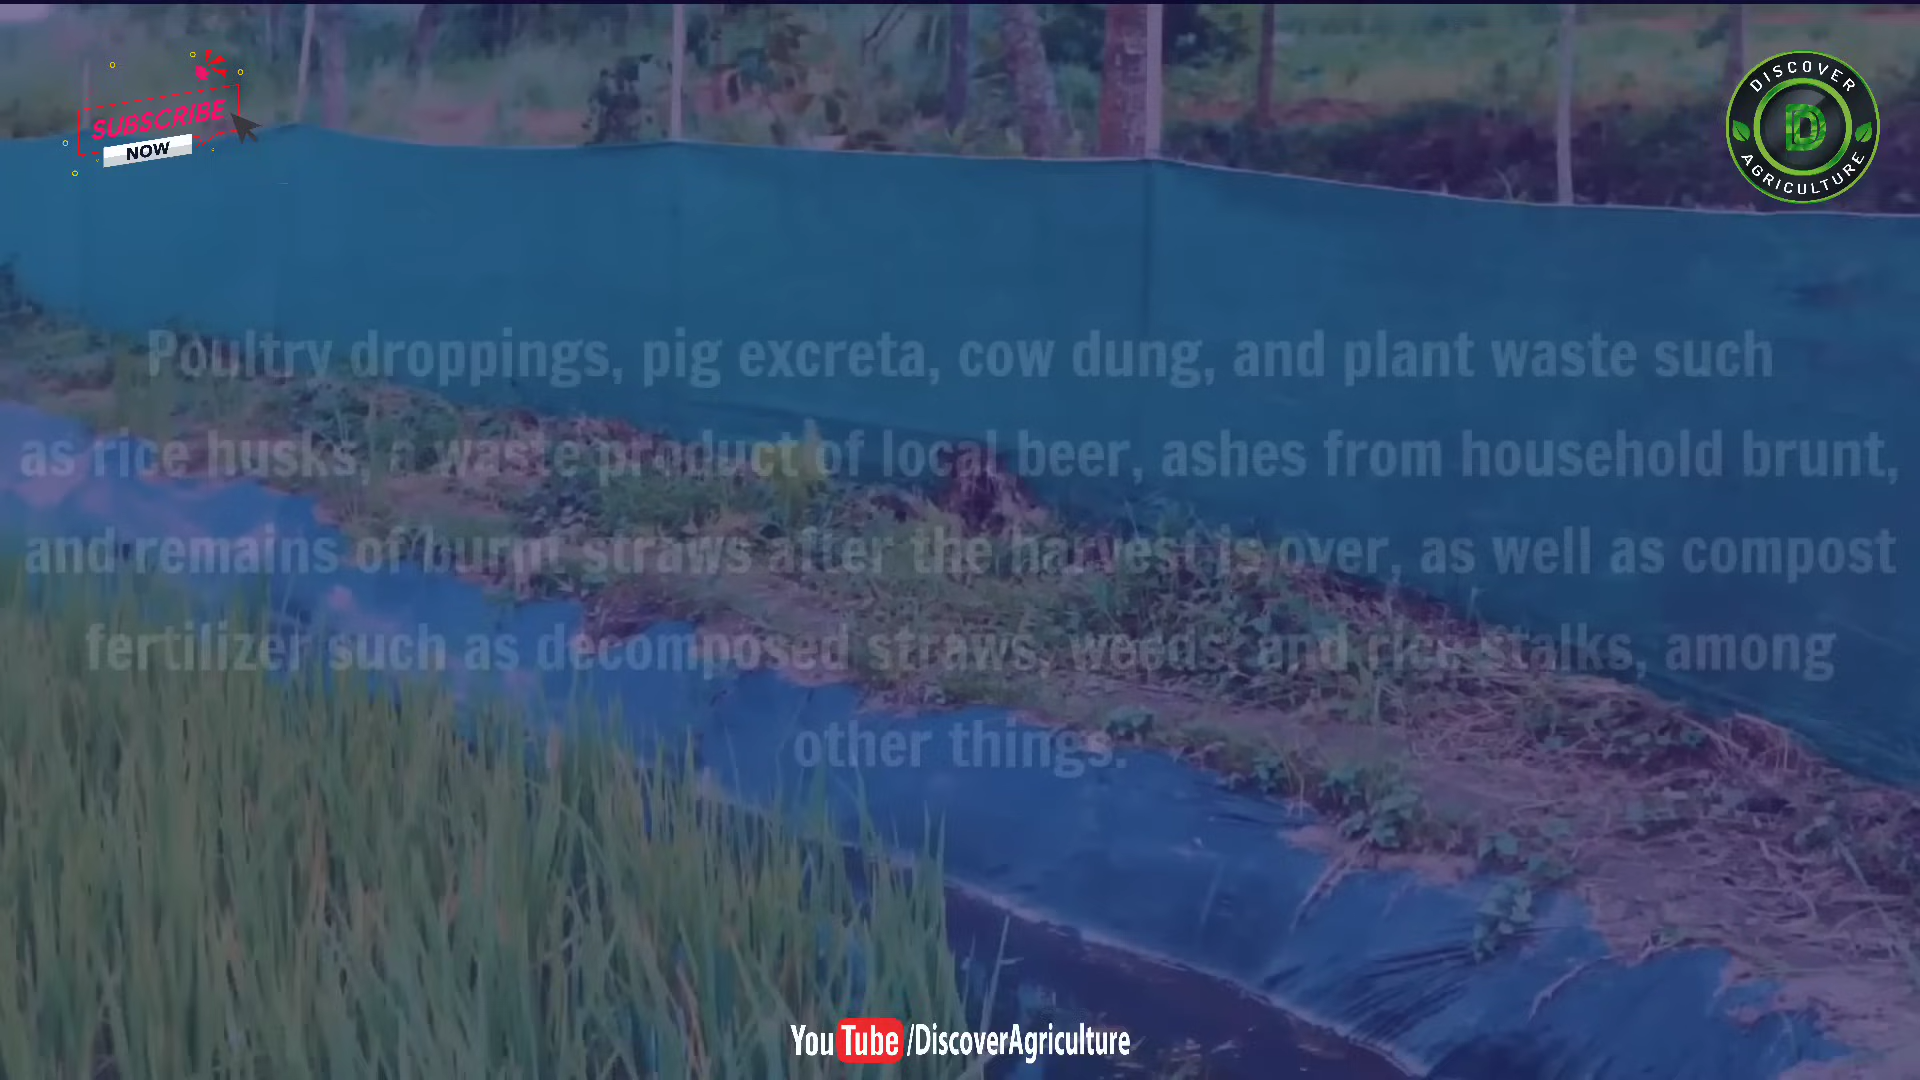 SUBSCRIBE
NOW
DISCOVER
D
AGRICULTURE
Poultry droppings, pig excreta, cow dung, and plant waste such
as rice husks, a waste product of local beer, ashes from household brunt,
and remains of burnt straws after the harvest is over, as well as compost
fertilizer such as decomposed straws, weeds, and rice stalks, among
other things.
YouTube /DiscoverAgriculture